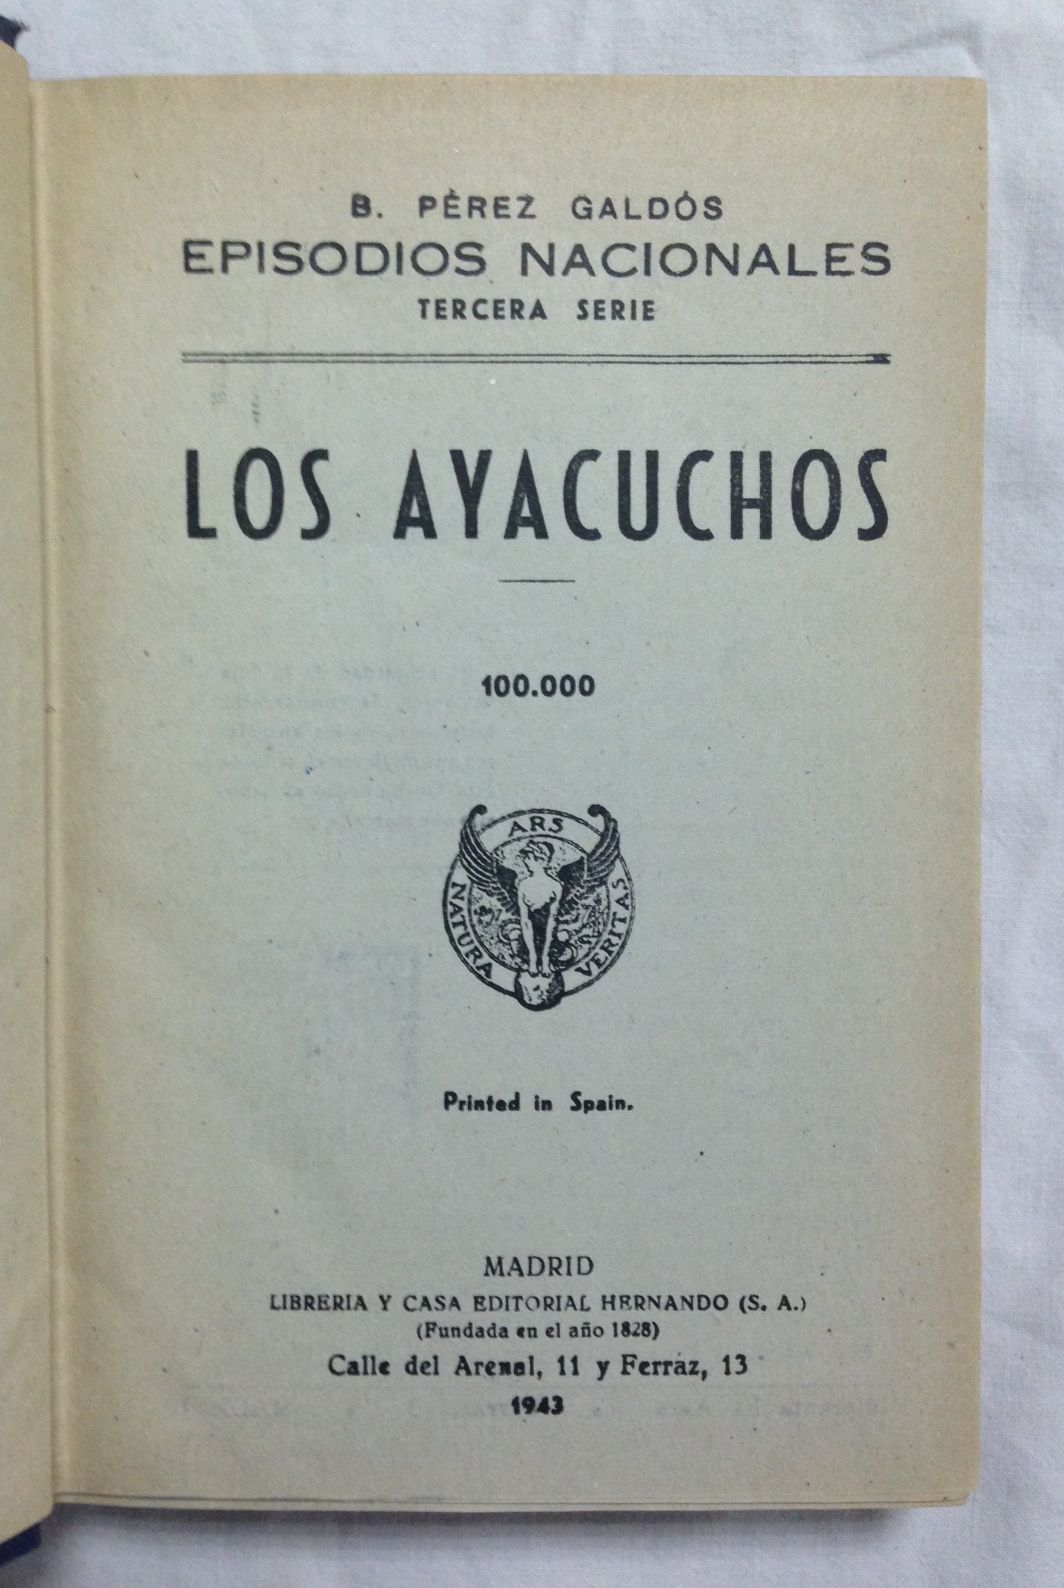 B. PÉREZ GALDÓS
EPISODIOS NACIONALES
TERCERA SERIE
LOS AYACUCHOS
100.000
ARS
NATURA
VERITAS
Printed in Spain.
MADRID
LIBRERIA Y CASA EDITORIAL HERNANDO (S. A.)
(Fundada en el año 1828)
Calle del Arenal, 11 y Ferraz, 13
1943